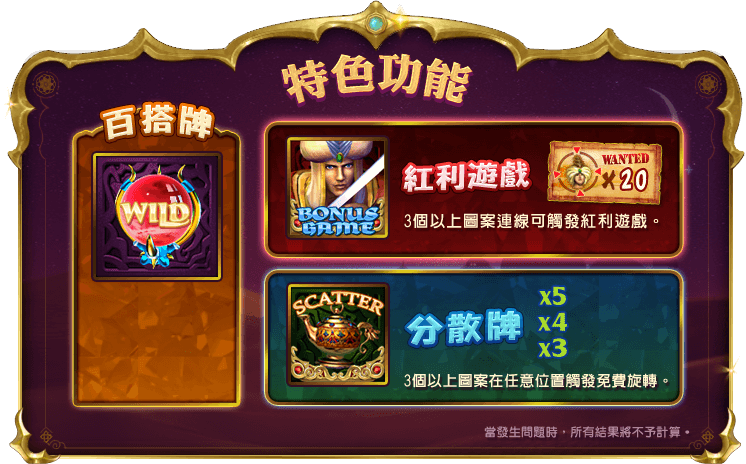 特色功能
百搭牌
WILD
BONUS
GAME
紅利遊戲
WANTED
x20
3個以上圖案連線可觸發紅利遊戲。
SCATTER
分散牌
x5
x4
x3
3個以上圖案在任意位置觸發免費旋轉。
當發生問題時，所有結果將不予計算。